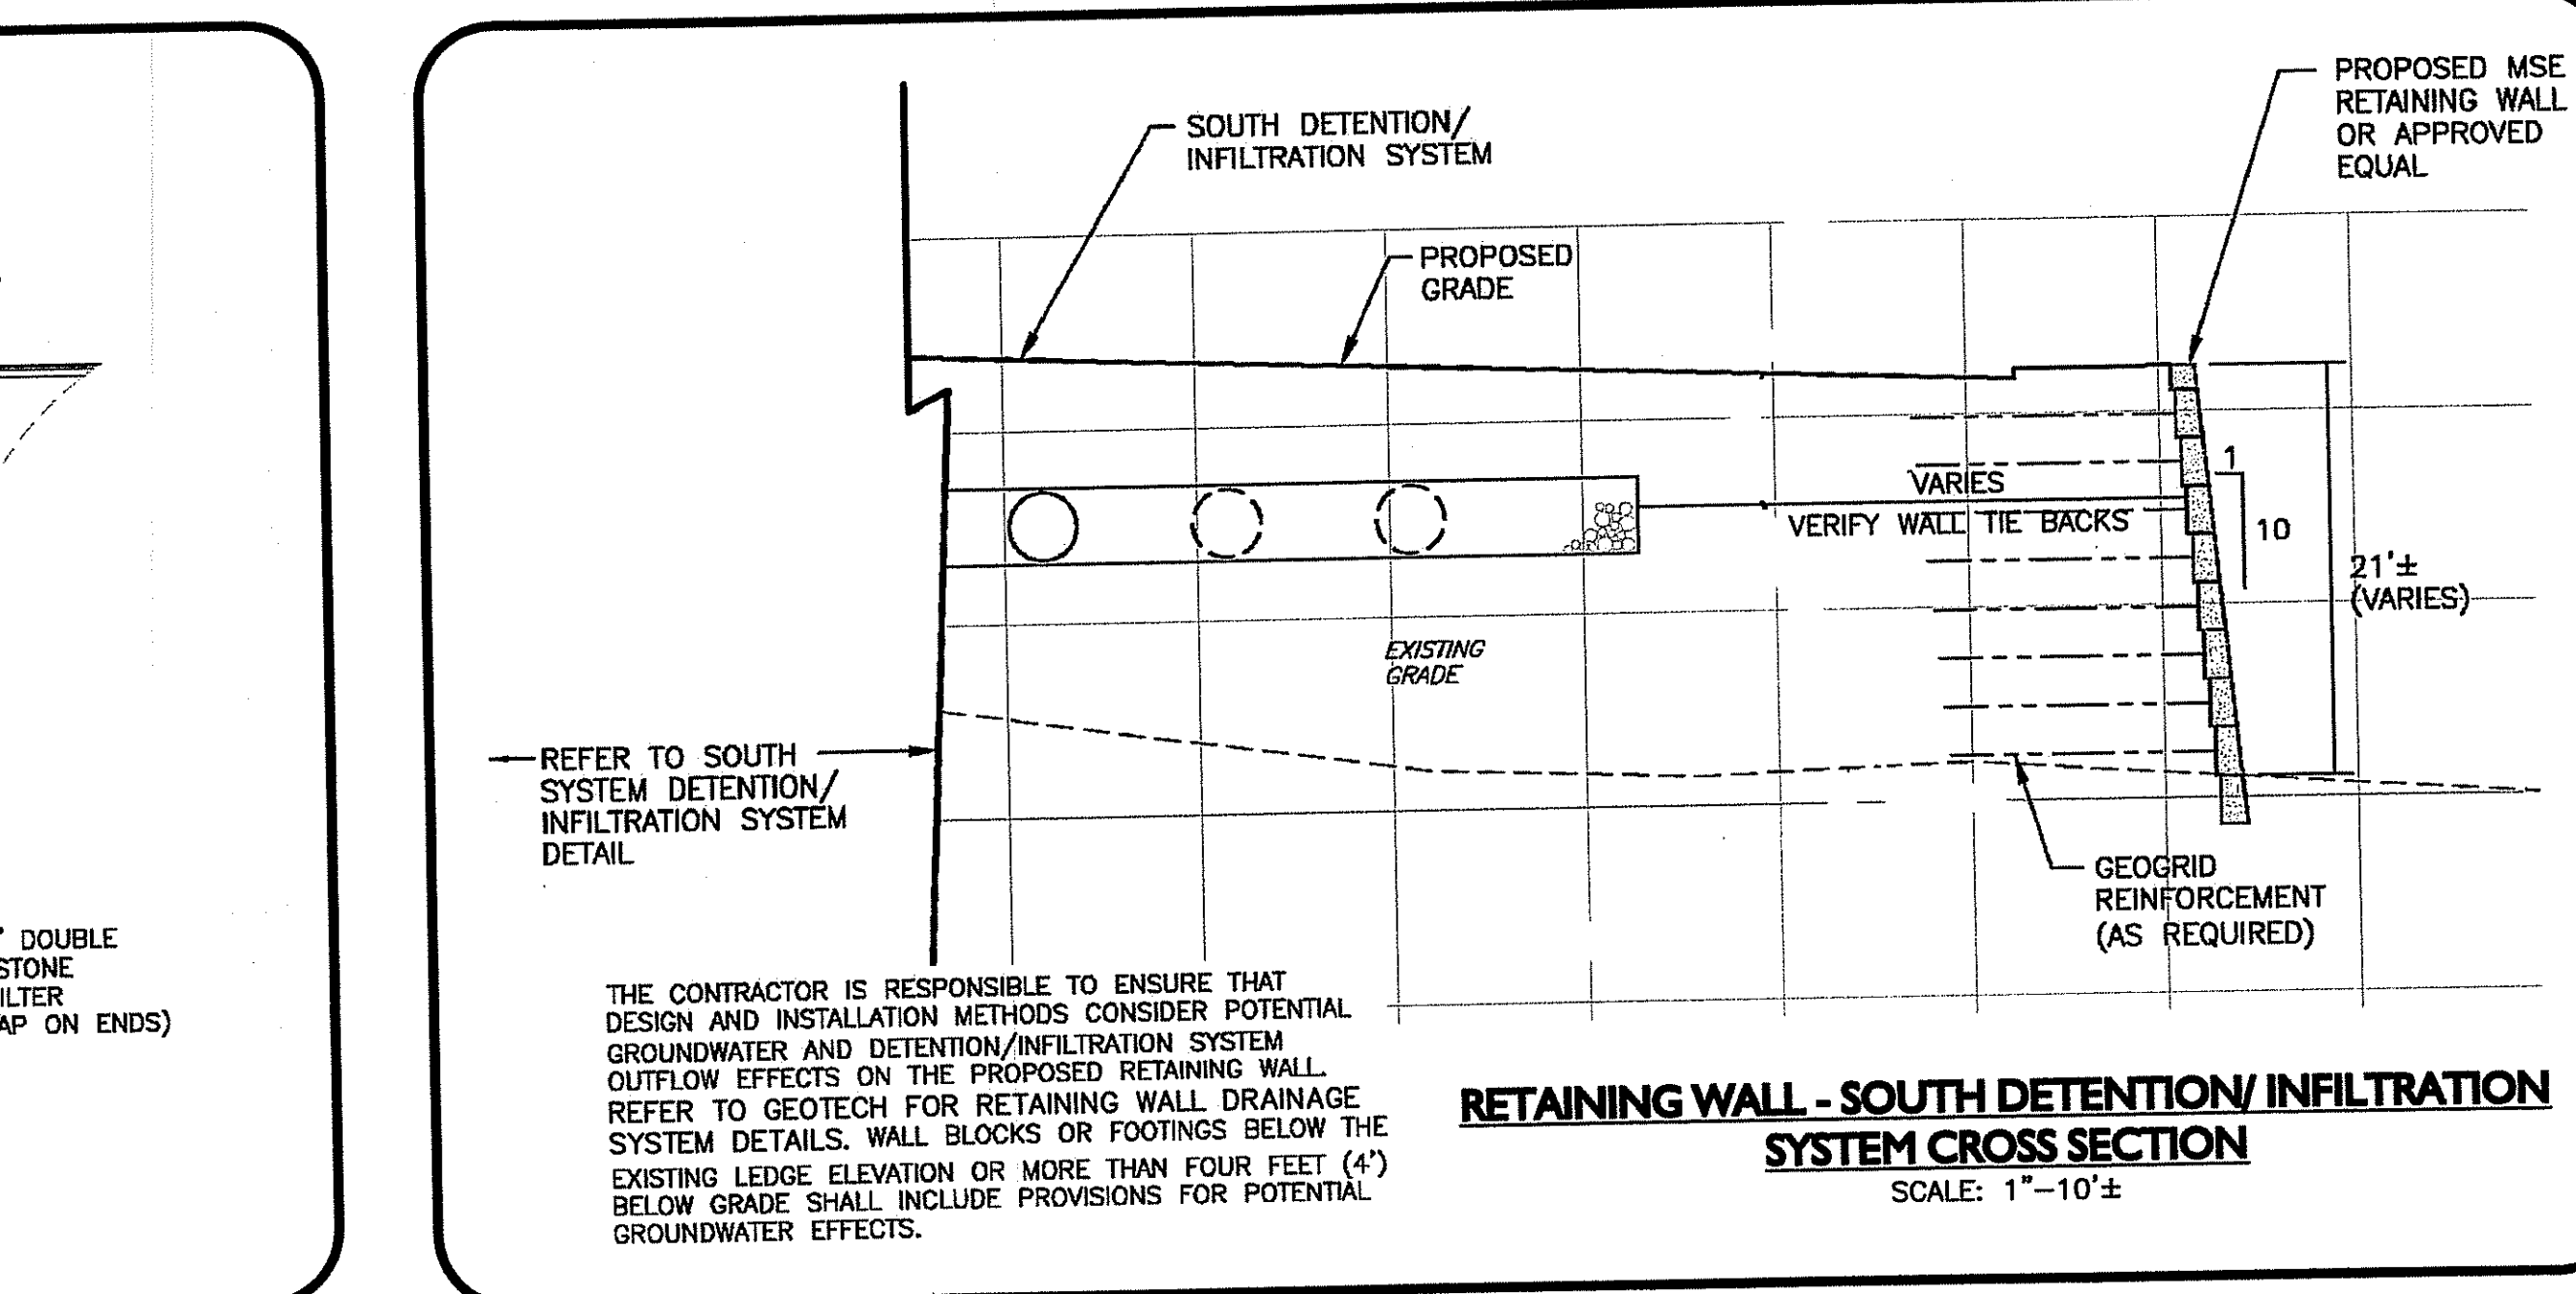 SOUTH DETENTION/
INFILTRATION SYSTEM
PROPOSED MSE
RETAINING WALL
OR APPROVED
EQUAL
PROPOSED
GRADE
VARIES
VERIFY WALL TIE BACKS
1
10
21'±
(VARIES)
EXISTING
GRADE
REFER TO SOUTH
SYSTEM DETENTION/
INFILTRATION SYSTEM
DETAIL
GEOGRID
REINFORCEMENT
(AS REQUIRED)
DOUBLE
STONE
ILTER
AP ON ENDS)
THE CONTRACTOR IS RESPONSIBLE TO ENSURE THAT
DESIGN AND INSTALLATION METHODS CONSIDER POTENTIAL
GROUNDWATER AND DETENTION/INFILTRATION SYSTEM
OUTFLOW EFFECTS ON THE PROPOSED RETAINING WALL.
REFER TO GEOTECH FOR RETAINING WALL DRAINAGE
SYSTEM DETAILS. WALL BLOCKS OR FOOTINGS BELOW THE
EXISTING LEDGE ELEVATION OR MORE THAN FOUR FEET (4')
BELOW GRADE SHALL INCLUDE PROVISIONS FOR POTENTIAL
GROUNDWATER EFFECTS.
RETAINING WALL - SOUTH DETENTION/ INFILTRATION
SYSTEM CROSS SECTION
SCALE: 1"-10'±